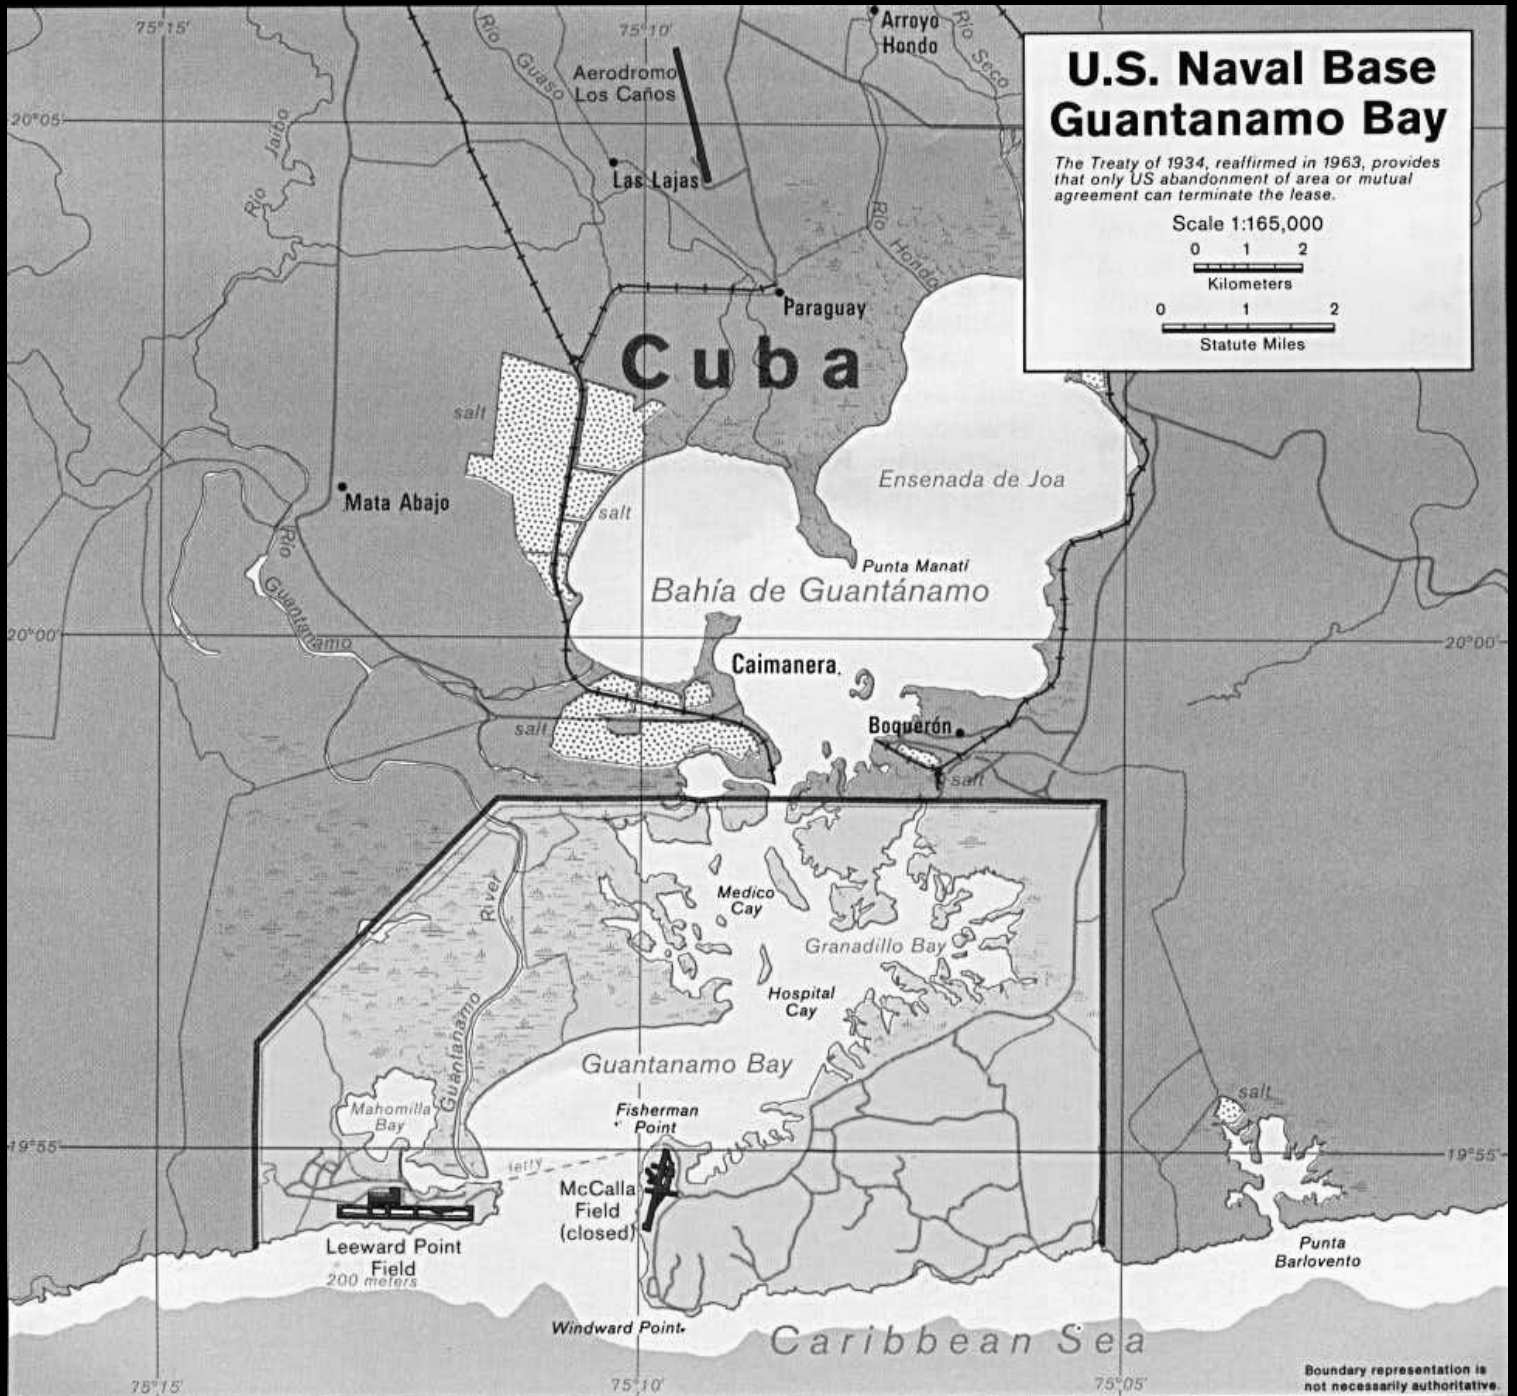 75°15'
75°10'
Río Guaso
Arroyo
Hondo
Río Seco
U.S. Naval Base
Guantanamo Bay
The Treaty of 1934, reaffirmed in 1963, provides
that only US abandonment of area or mutual
agreement can terminate the lease.
Scale 1:165,000
0 1 2
Kilometers
0 1 2
Statute Miles
Aerodromo
Los Caños
20°05'
Río Jaibo
Las Lajas
Río Hondo
Paraguay
Cuba
salt
Ensenada de Joa
Mata Abajo
salt
Punta Manatí
Bahía de Guantánamo
Río Guantanamo
20°00'
20°00'
Caimanera
Boquerón
salt
salt
Medico
Cay
River
Granadillo Bay
Hospital
Cay
Guantanamo
Guantanamo Bay
Mahomilla
Bay
Fisherman
Point
salt
19°55'
19°55'
ferry
McCalla
Field
(closed)
Leeward Point
Field
200 meters
Punta
Barlovento
Windward Point
Caribbean Sea
75°15'
75°10'
75°05'
Boundary representation is
not necessarily authoritative.